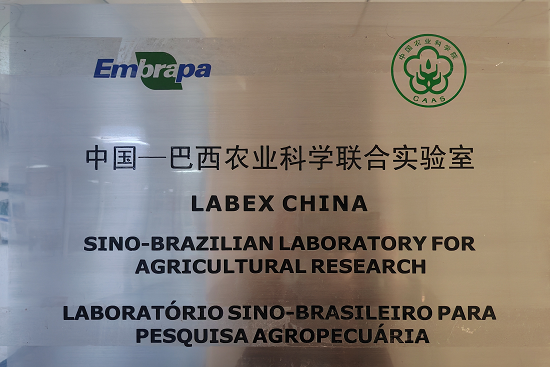 Embrapa
中国农业科学院
CAAS
中国—巴西农业科学联合实验室
LABEX CHINA
SINO-BRAZILIAN LABORATORY FOR
AGRICULTURAL RESEARCH
LABORATÓRIO SINO-BRASILEIRO PARA
PESQUISA AGROPECUÁRIA